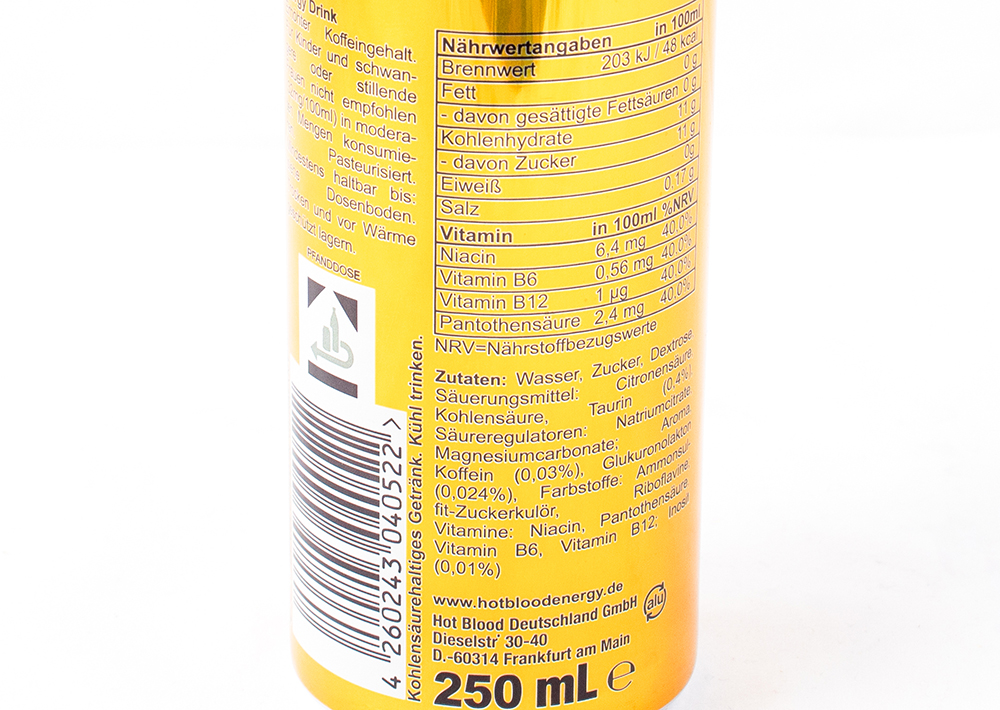 Drink
Koffeingehalt.
Kinder und schwan-
oder stillende
nicht empfohlen
in modera-
Mengen konsumie-
Pasteurisiert.
haltbar bis:
Dosenboden.
und vor Wärme
lagern.
PFANDDOSE
4 260243 040522 >
Kohlensäurehaltiges Getränk. Kühl trinken.
Nährwertangaben in 100ml
Brennwert 203 kJ / 48 kcal
Fett 0 g
- davon gesättigte Fettsäuren 0 g
Kohlenhydrate 11 g
- davon Zucker 11 g
Eiweiß 0g
Salz 0,17 g
Vitamin in 100ml %NRV
Niacin 6,4 mg 40,0%
Vitamin B6 0,56 mg 40,0%
Vitamin B12 1 µg 40,0%
Pantothensäure 2,4 mg 40,0%
NRV=Nährstoffbezugswerte
Zutaten: Wasser, Zucker, Dextrose
Säuerungsmittel: Citronensäure
Kohlensäure, Taurin (0,4%)
Säureregulatoren: Natriumcitrate,
Magnesiumcarbonate; Aroma
Koffein (0,03%), Glukuronolakton
(0,024%), Farbstoffe: Ammonsul-
fit-Zuckerkulör, Riboflavine.
Vitamine: Niacin, Pantothensäure
Vitamin B6, Vitamin B12; Inosit
(0,01%)
www.hotbloodenergy.de
Hot Blood Deutschland GmbH
Dieselstr 30-40
D.-60314 Frankfurt am Main
alu
250 mL ℮